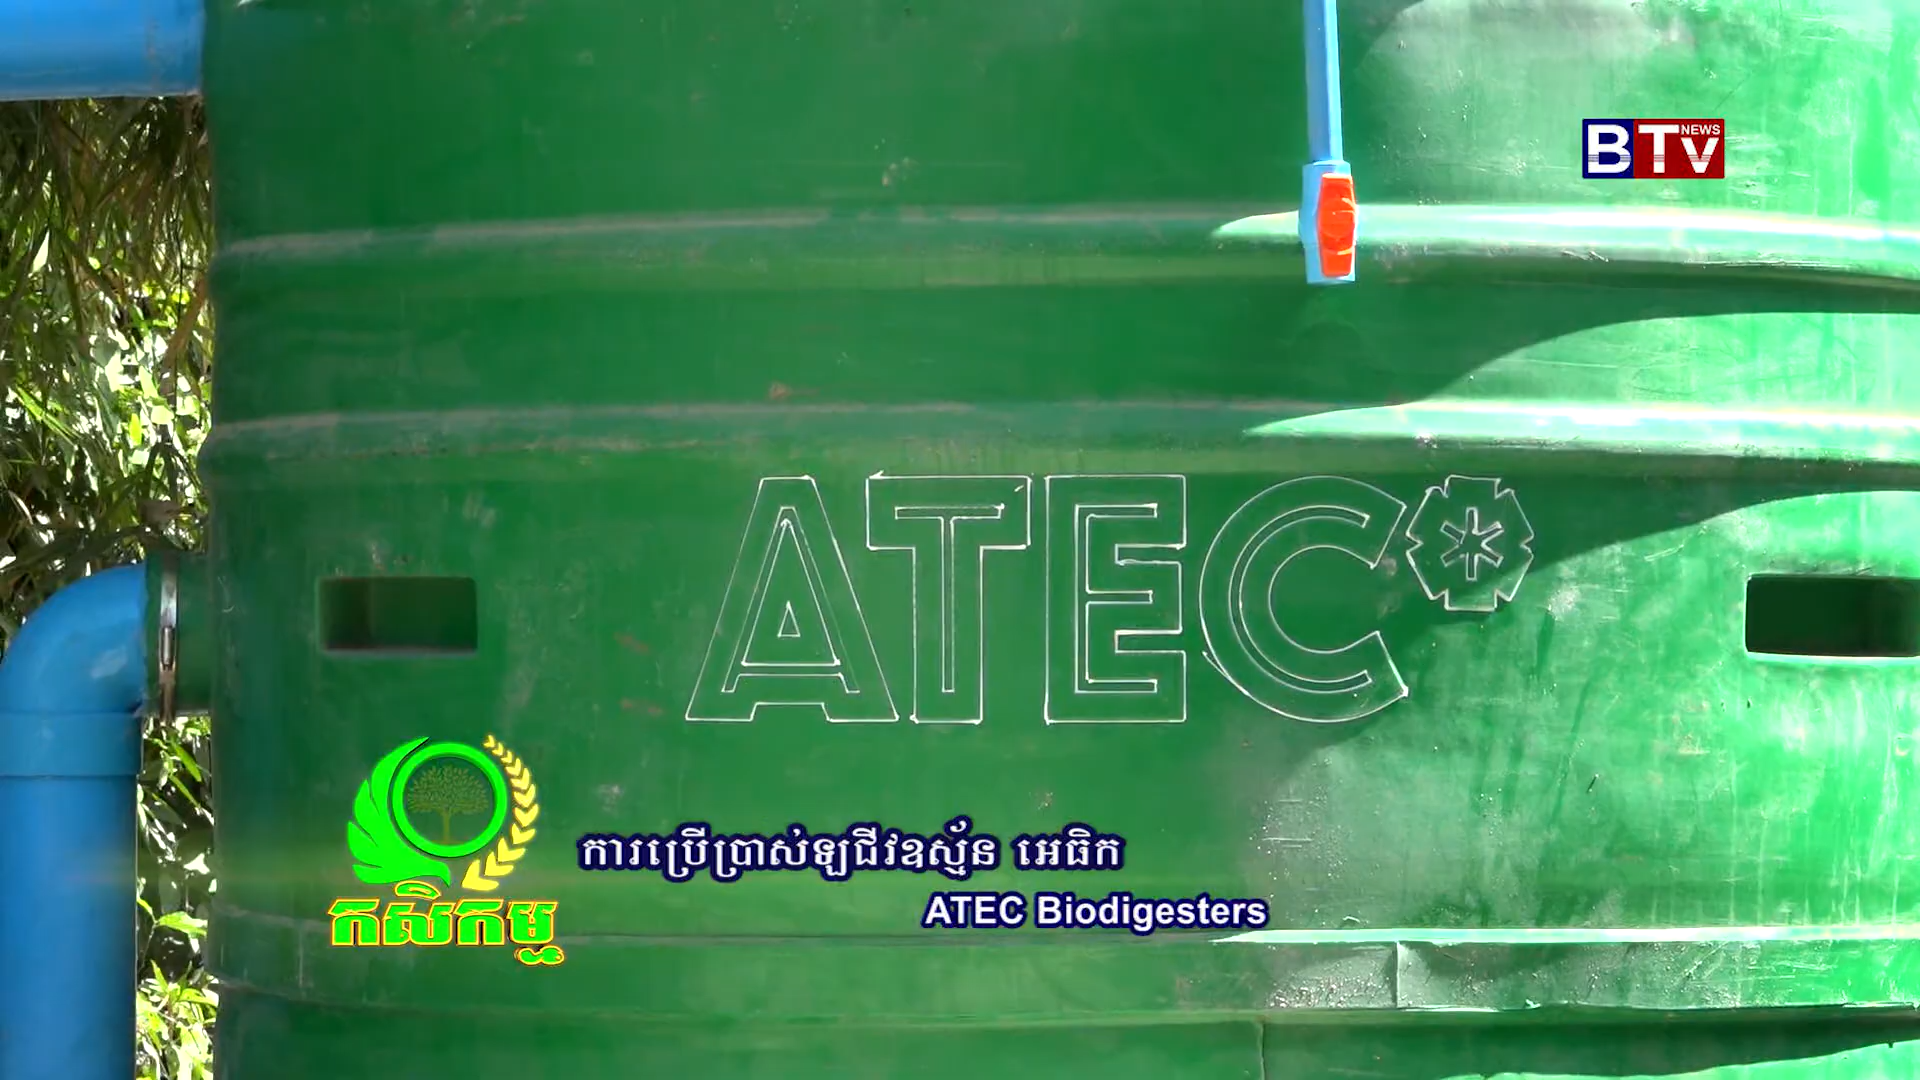 BTV NEWS
ATEC*
ការប្រើប្រាស់ឡជីវឧស្ម័ន អេធិក
ATEC Biodigesters
កសិកម្ម